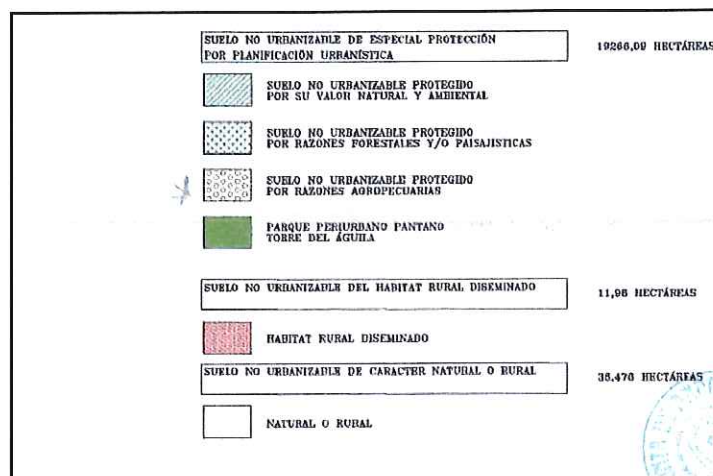 SUELO NO URBANIZABLE DE ESPECIAL PROTECCIÓN
POR PLANIFICACIÓN URBANÍSTICA
19266,09 HECTÁREAS
SUELO NO URBANIZABLE PROTEGIDO
POR SU VALOR NATURAL Y AMBIENTAL
SUELO NO URBANIZABLE PROTEGIDO
POR RAZONES FORESTALES Y/O PAISAJISTICAS
SUELO NO URBANIZABLE PROTEGIDO
POR RAZONES AGROPECUARIAS
PARQUE PERIURBANO PANTANO
TORRE DEL ÁGUILA
SUELO NO URBANIZABLE DEL HABITAT RURAL DISEMINADO
11,96 HECTÁREAS
HABITAT RURAL DISEMINADO
SUELO NO URBANIZABLE DE CARACTER NATURAL O RURAL
36,476 HECTÁREAS
NATURAL O RURAL